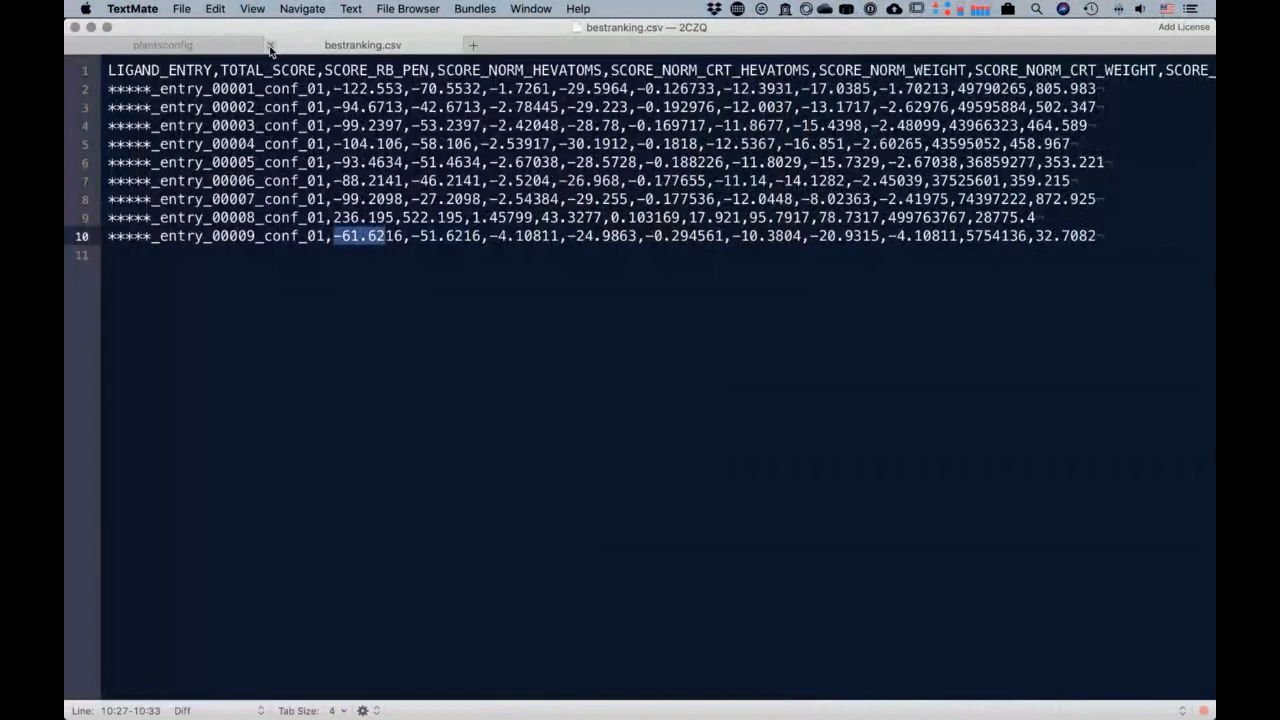 TextMate File Edit View Navigate Text File Browser Bundles Window Help
bestranking.csv — 2CZQ
Add License
plantsconfig
bestranking.csv
+
1 LIGAND_ENTRY,TOTAL_SCORE,SCORE_RB_PEN,SCORE_NORM_HEVATOMS,SCORE_NORM_CRT_HEVATOMS,SCORE_NORM_WEIGHT,SCORE_NORM_CRT_WEIGHT,SCORE_
2 *****_entry_00001_conf_01,-122.553,-70.5532,-1.7261,-29.5964,-0.126733,-12.3931,-17.0385,-1.70213,49790265,805.983¬
3 *****_entry_00002_conf_01,-94.6713,-42.6713,-2.78445,-29.223,-0.192976,-12.0037,-13.1717,-2.62976,49595884,502.347
4 *****_entry_00003_conf_01,-99.2397,-53.2397,-2.42048,-28.78,-0.169717,-11.8677,-15.4398,-2.48099,43966323,464.589¬
5 *****_entry_00004_conf_01,-104.106,-58.106,-2.53917,-30.1912,-0.1818,-12.5367,-16.851,-2.60265,43595052,458.967¬
6 *****_entry_00005_conf_01,-93.4634,-51.4634,-2.67038,-28.5728,-0.188226,-11.8029,-15.7329,-2.67038,36859277,353.221¬
7 *****_entry_00006_conf_01,-88.2141,-46.2141,-2.5204,-26.968,-0.177655,-11.14,-14.1282,-2.45039,37525601,359.215¬
8 *****_entry_00007_conf_01,-99.2098,-27.2098,-2.54384,-29.255,-0.177536,-12.0448,-8.02363,-2.41975,74397222,872.925¬
9 *****_entry_00008_conf_01,236.195,522.195,1.45799,43.3277,0.103169,17.921,95.7917,78.7317,499763767,28775.4¬
10 *****_entry_00009_conf_01,-61.6216,-51.6216,-4.10811,-24.9863,-0.294561,-10.3804,-20.9315,-4.10811,5754136,32.7082¬
11
Line: 10:27-10:33 Diff Tab Size: 4